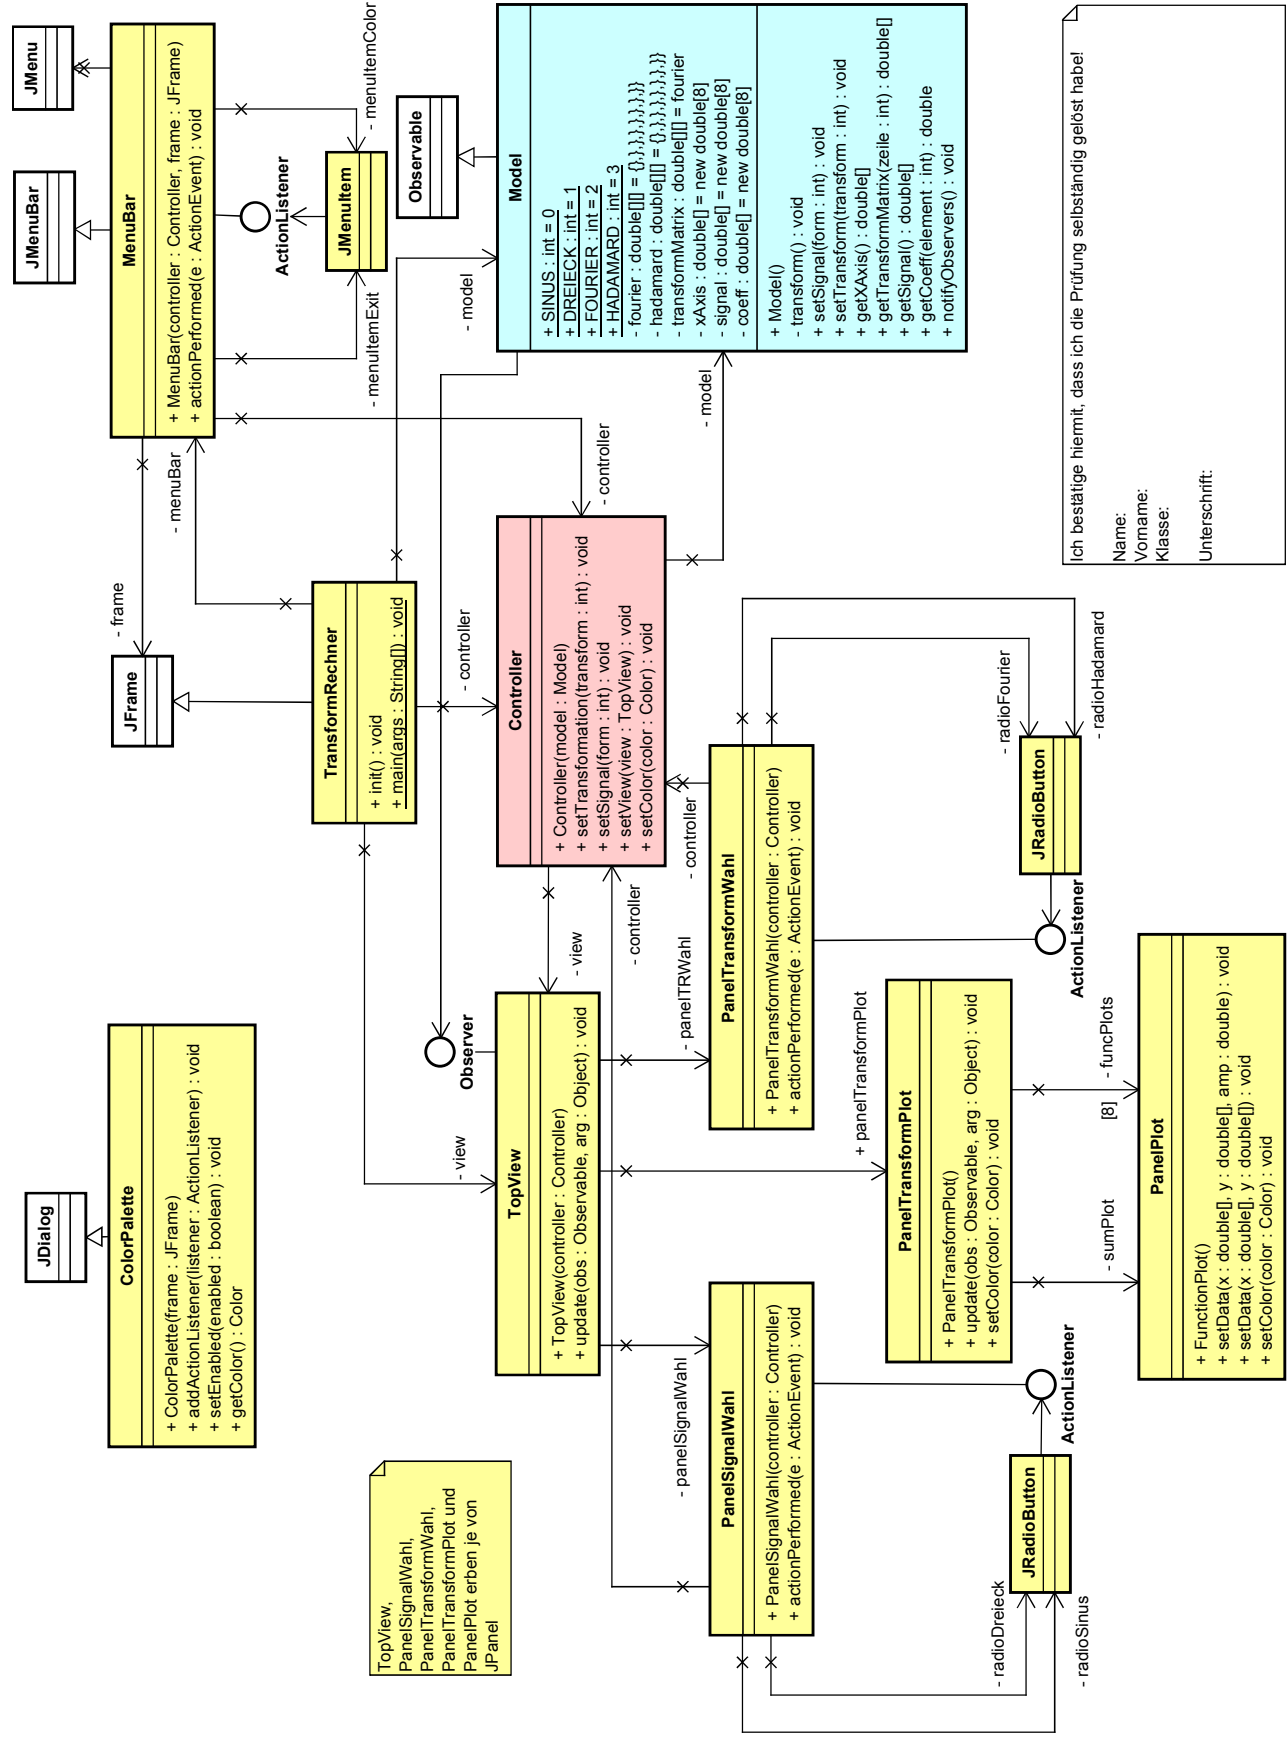 JDialog
ColorPalette
+ ColorPalette(frame : JFrame)
+ addActionListener(listener : ActionListener) : void
+ setEnabled(enabled : boolean) : void
+ getColor() : Color
JFrame
- frame
JMenuBar
JMenu
MenuBar
+ MenuBar(controller : Controller, frame : JFrame)
+ actionPerformed(e : ActionEvent) : void
- menuBar
TransformRechner
+ init() : void
+ main(args : String[]) : void
ActionListener
JMenuItem
- menuItemExit
- menuItemColor
TopView,
PanelSignalWahl,
PanelTransformWahl,
PanelTransformPlot und
PanelPlot erben je von
JPanel
Observable
- view
Observer
- controller
- model
TopView
+ TopView(controller : Controller)
+ update(obs : Observable, arg : Object) : void
- view
Controller
+ Controller(model : Model)
+ setTransformation(transform : int) : void
+ setSignal(form : int) : void
+ setView(view : TopView) : void
+ setColor(color : Color) : void
- controller
Model
+ SINUS : int = 0
+ DREIECK : int = 1
+ FOURIER : int = 2
+ HADAMARD : int = 3
- fourier : double[][] = {{},},},},},},},}}
- hadamard : double[][] = {{},},},},},},},}}
- transformMatrix : double[][] = fourier
- xAxis : double[] = new double[8]
- signal : double[] = new double[8]
- coeff : double[] = new double[8]
+ Model()
- transform() : void
+ setSignal(form : int) : void
+ setTransform(transform : int) : void
+ getXAxis() : double[]
+ getTransformMatrix(zeile : int) : double[]
+ getSignal() : double[]
+ getCoeff(element : int) : double
+ notifyObservers() : void
- panelSignalWahl
- controller
- panelTRWahl
- controller
- model
PanelSignalWahl
+ PanelSignalWahl(controller : Controller)
+ actionPerformed(e : ActionEvent) : void
+ panelTransformPlot
PanelTransformWahl
+ PanelTransformWahl(controller : Controller)
+ actionPerformed(e : ActionEvent) : void
PanelTransformPlot
+ PanelTransformPlot()
+ update(obs : Observable, arg : Object) : void
+ setColor(color : Color) : void
- radioDreieck
- radioSinus
JRadioButton
ActionListener
- radioFourier
- radioHadamard
JRadioButton
ActionListener
- sumPlot
[8]
- funcPlots
PanelPlot
+ FunctionPlot()
+ setData(x : double[], y : double[], amp : double) : void
+ setData(x : double[], y : double[]) : void
+ setColor(color : Color) : void
Ich bestätige hiermit, dass ich die Prüfung selbständig gelöst habe!
Name:
Vorname:
Klasse:
Unterschrift: